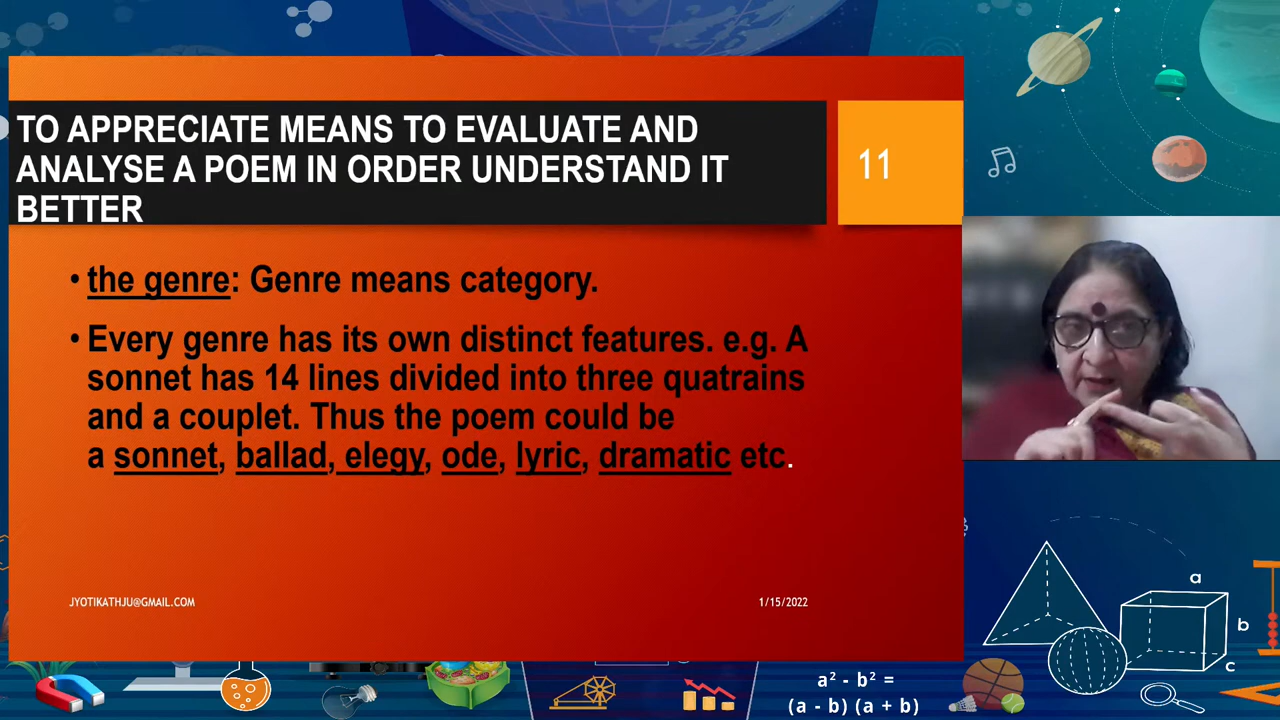 TO APPRECIATE MEANS TO EVALUATE AND
ANALYSE A POEM IN ORDER UNDERSTAND IT
BETTER
11
• the genre: Genre means category.
• Every genre has its own distinct features. e.g. A
sonnet has 14 lines divided into three quatrains
and a couplet. Thus the poem could be
a sonnet, ballad, elegy, ode, lyric, dramatic etc.
JYOTIKATHJU@GMAIL.COM
1/15/2022
a
b
c
a² - b² =
(a - b) (a + b)